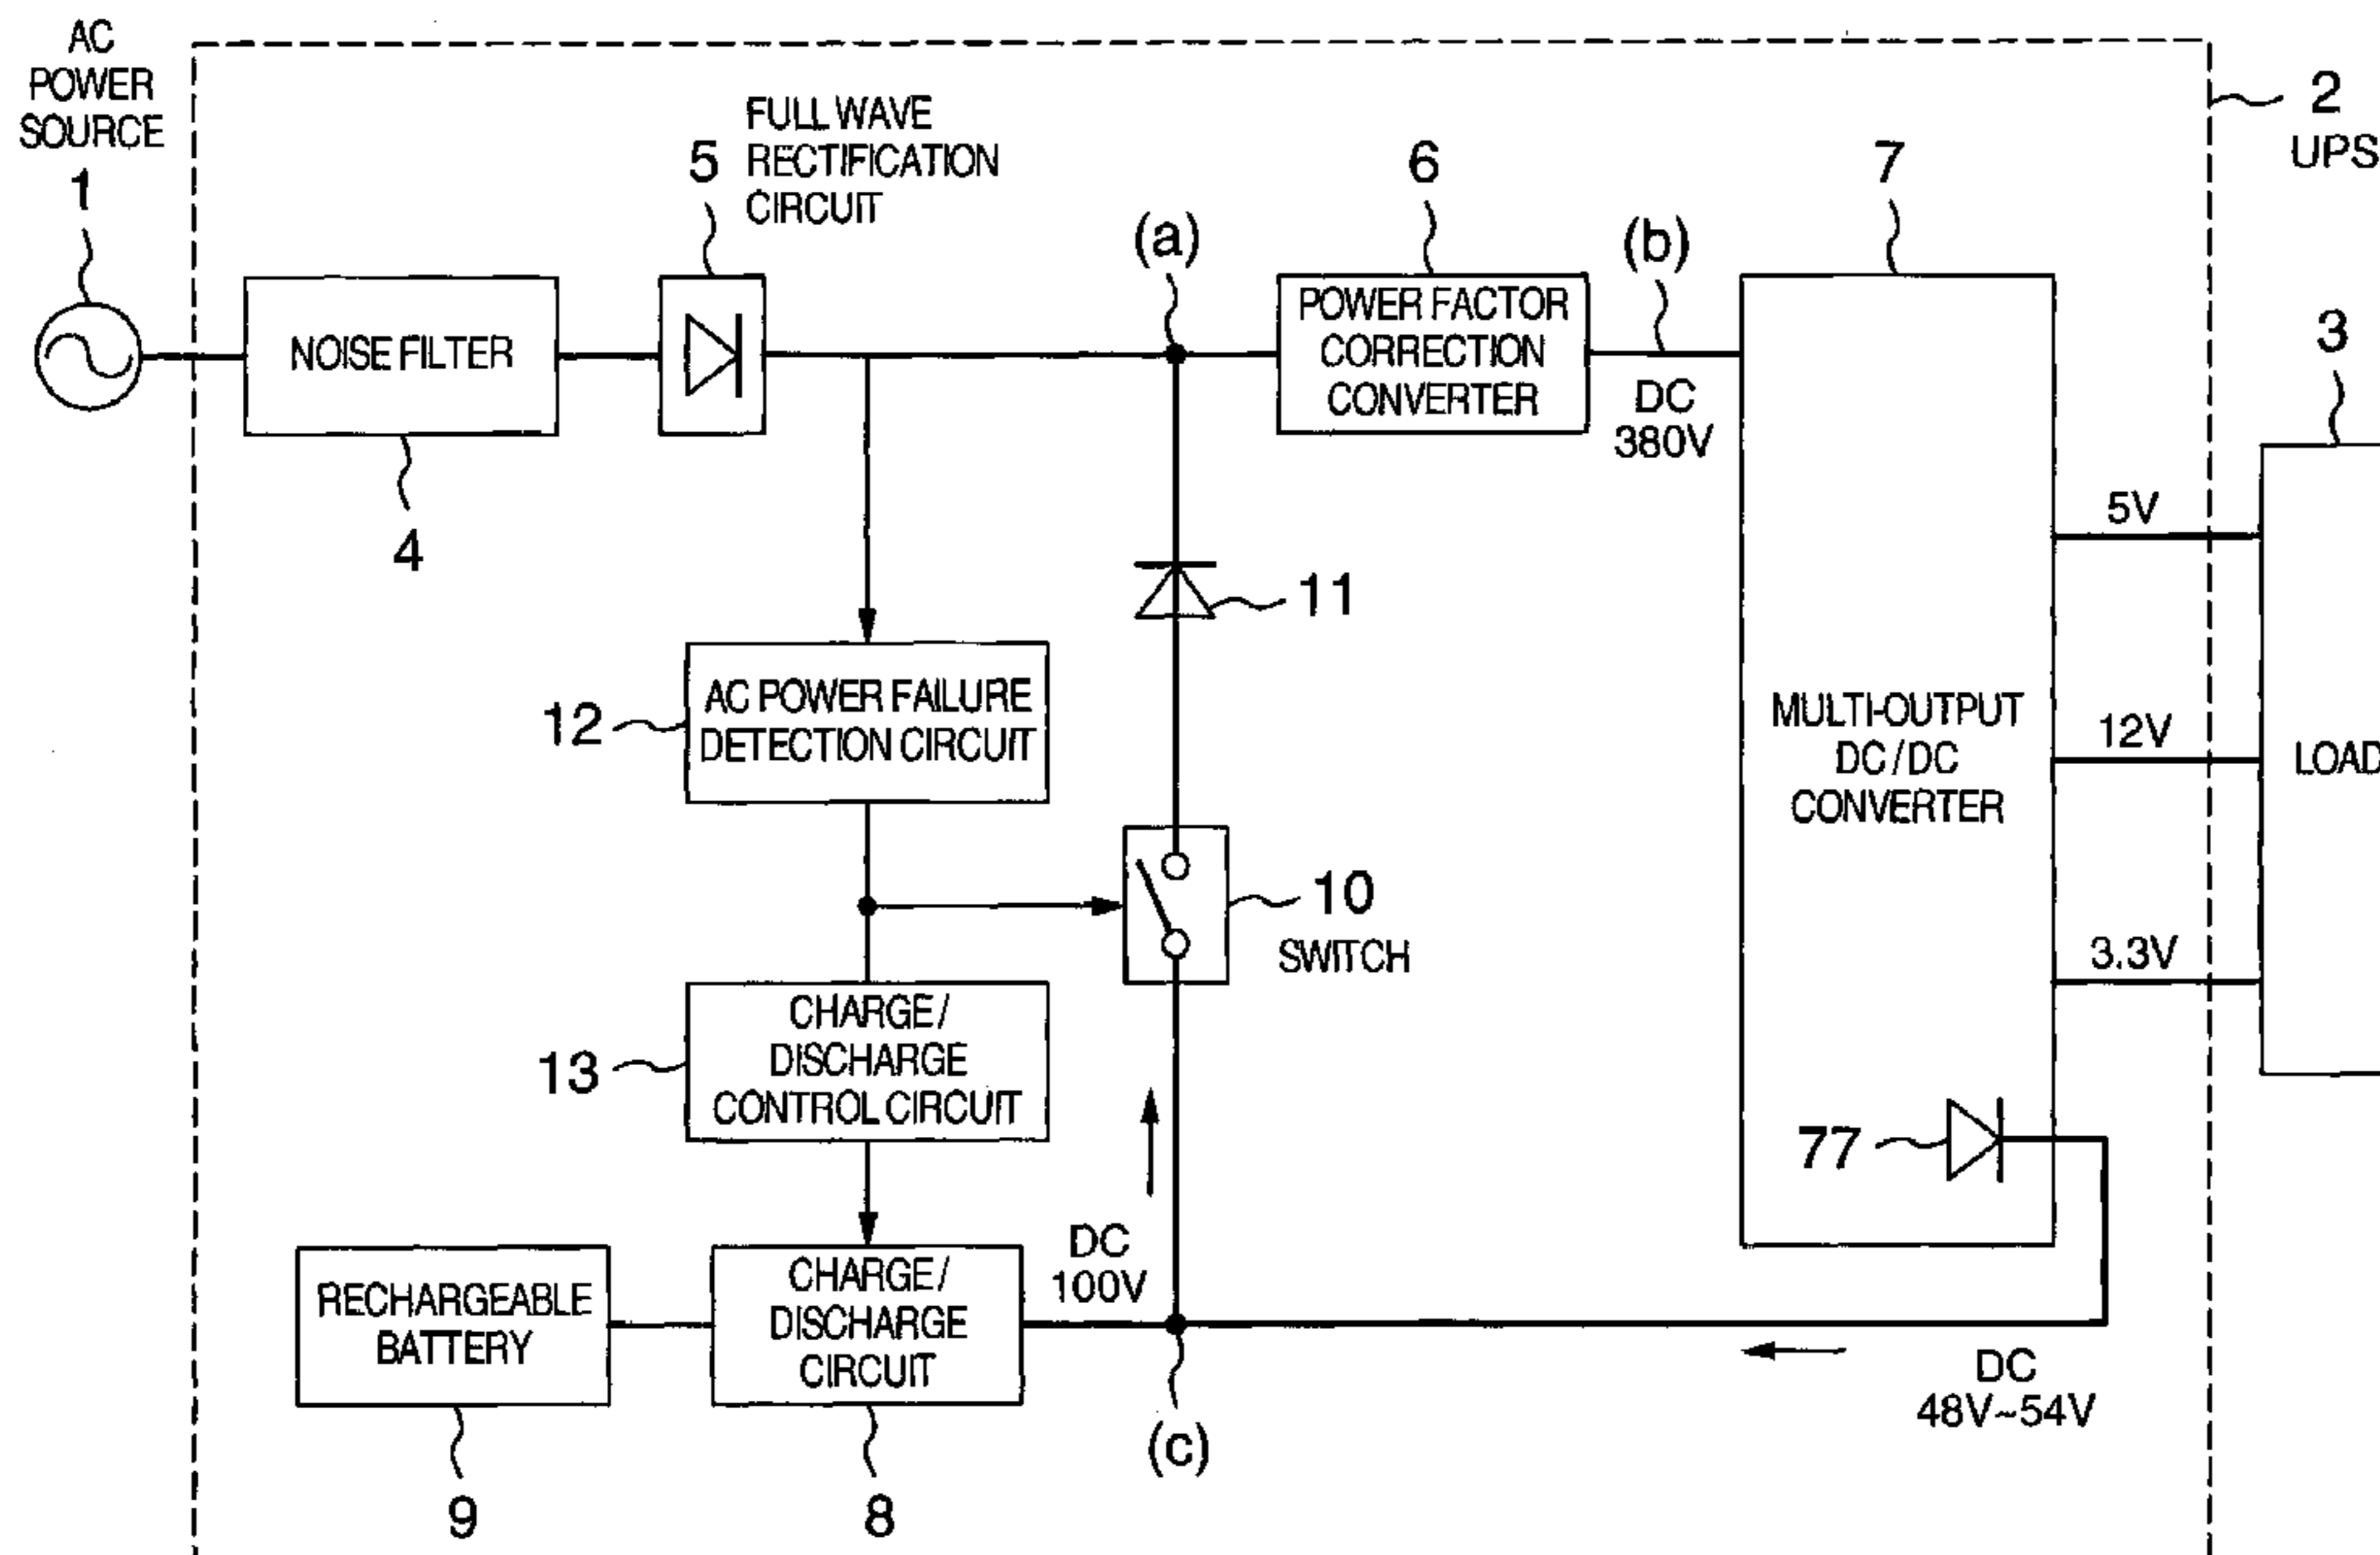 AC
POWER
SOURCE
1
2
UPS
5
FULL WAVE
RECTIFICATION
CIRCUIT
(a)
6
(b)
7
NOISE FILTER
4
POWER FACTOR
CORRECTION
CONVERTER
DC
380V
3
5V
11
12
AC POWER FAILURE
DETECTION CIRCUIT
MULTI-OUTPUT
DC/DC
CONVERTER
12V
LOAD
10
SWITCH
3.3V
13
CHARGE/
DISCHARGE
CONTROL CIRCUIT
77
RECHARGEABLE
BATTERY
9
CHARGE/
DISCHARGE
CIRCUIT
8
DC
100V
(c)
DC
48V~54V